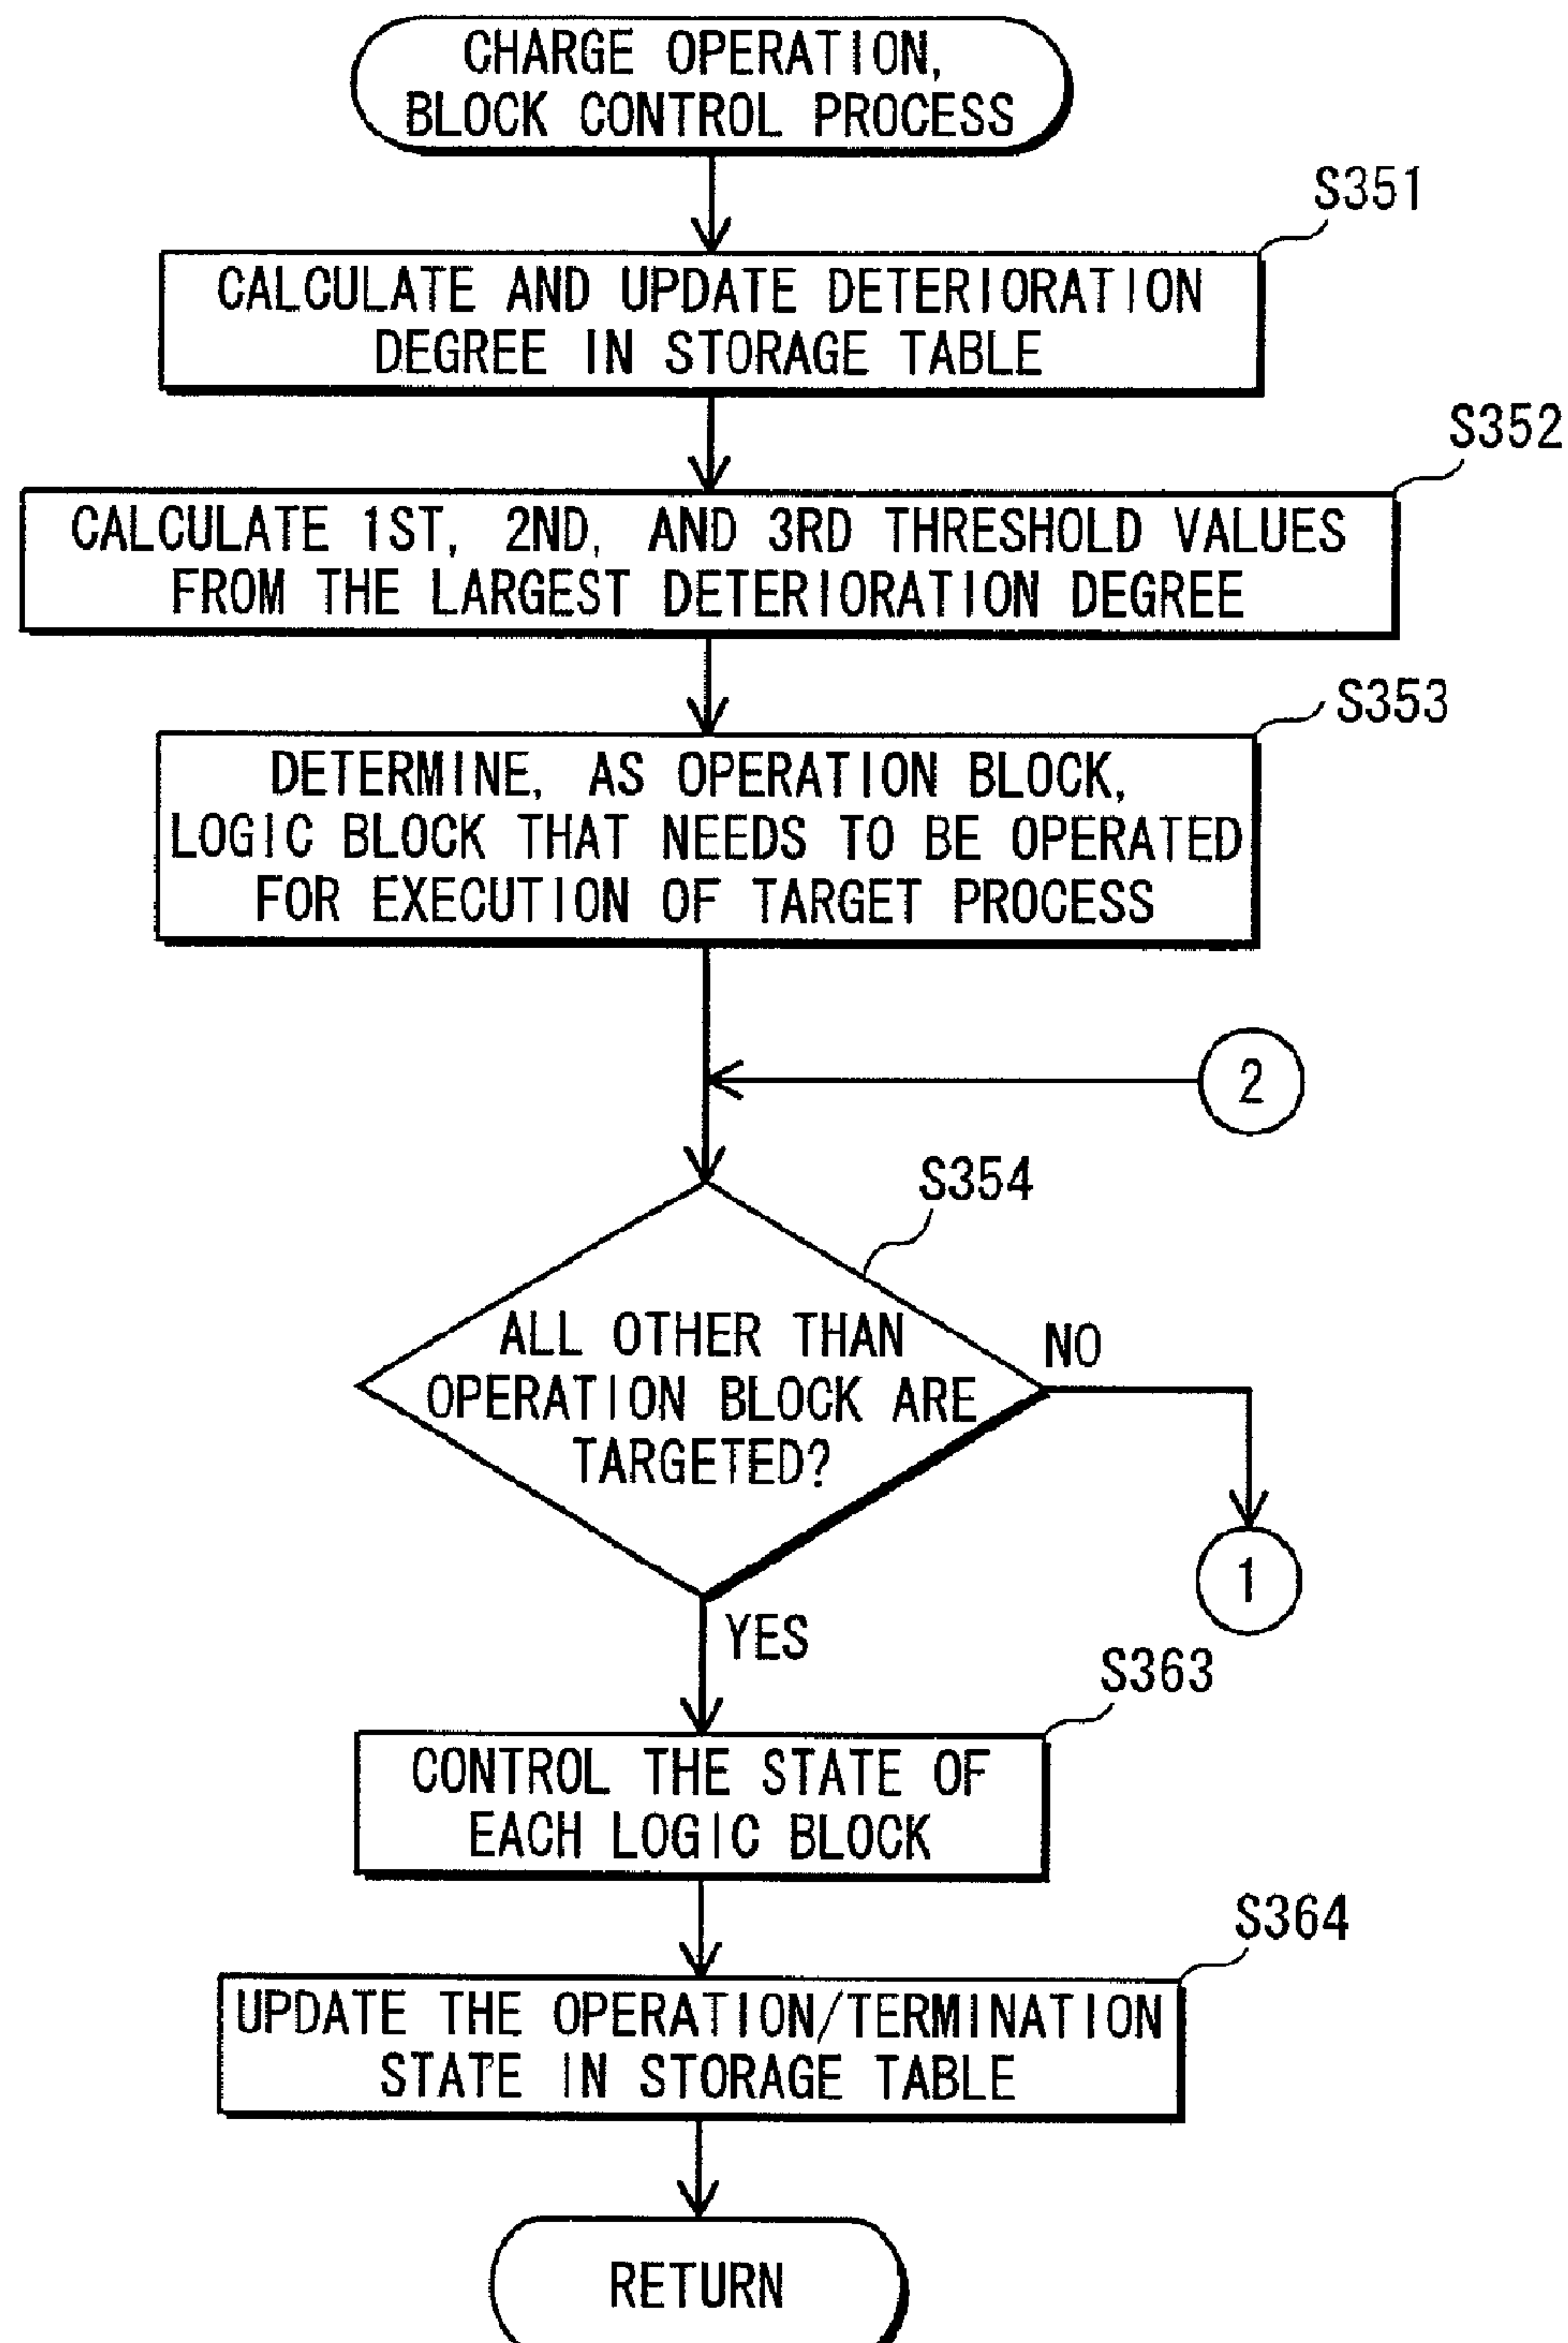 CHARGE OPERATION,
BLOCK CONTROL PROCESS
S351
CALCULATE AND UPDATE DETERIORATION
DEGREE IN STORAGE TABLE
S352
CALCULATE 1ST, 2ND, AND 3RD THRESHOLD VALUES
FROM THE LARGEST DETERIORATION DEGREE
S353
DETERMINE, AS OPERATION BLOCK,
LOGIC BLOCK THAT NEEDS TO BE OPERATED
FOR EXECUTION OF TARGET PROCESS
2
S354
ALL OTHER THAN
OPERATION BLOCK ARE
TARGETED?
NO
1
YES
S363
CONTROL THE STATE OF
EACH LOGIC BLOCK
S364
UPDATE THE OPERATION/TERMINATION
STATE IN STORAGE TABLE
RETURN